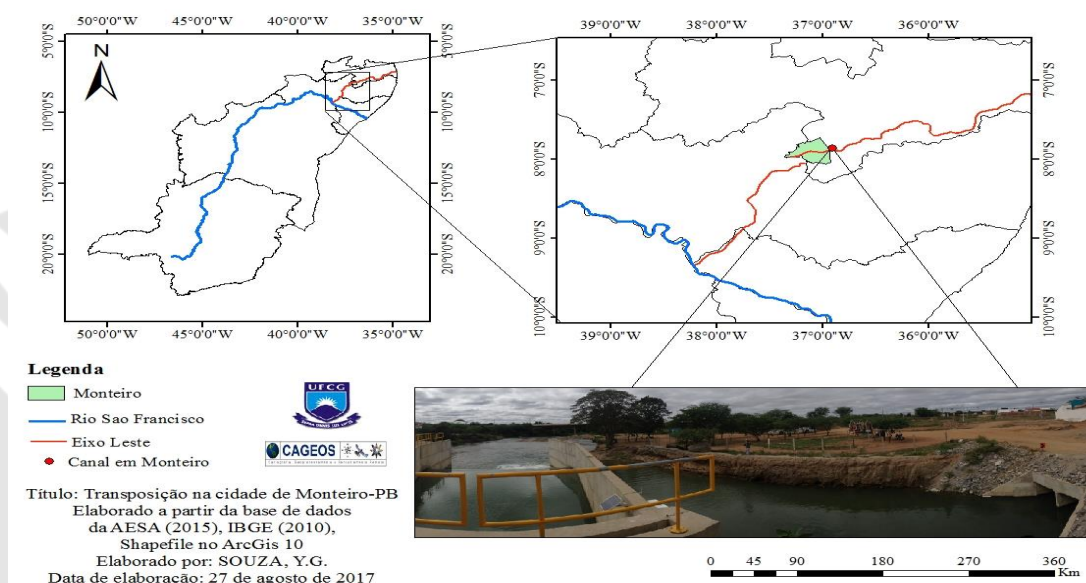 50°0'0"W 45°0'0"W 40°0'0"W 35°0'0"W
5°0'0"S 5°0'0"S
N
10°0'0"S 10°0'0"S
15°0'0"S 15°0'0"S
20°0'0"S 20°0'0"S
50°0'0"W 45°0'0"W 40°0'0"W 35°0'0"W
39°0'0"W 38°0'0"W 37°0'0"W 36°0'0"W
7°0'0"S 7°0'0"S
8°0'0"S 8°0'0"S
9°0'0"S 9°0'0"S
10°0'0"S 10°0'0"S
39°0'0"W 38°0'0"W 37°0'0"W 36°0'0"W
Legenda
Monteiro
Rio Sao Francisco
Eixo Leste
Canal em Monteiro
UFCG
CAGEOS
Título: Transposição na cidade de Monteiro-PB
Elaborado a partir da base de dados
da AESA (2015), IBGE (2010),
Shapefile no ArcGis 10
Elaborado por: SOUZA, Y.G.
Data de elaboração: 27 de agosto de 2017
0 45 90 180 270 360
Km